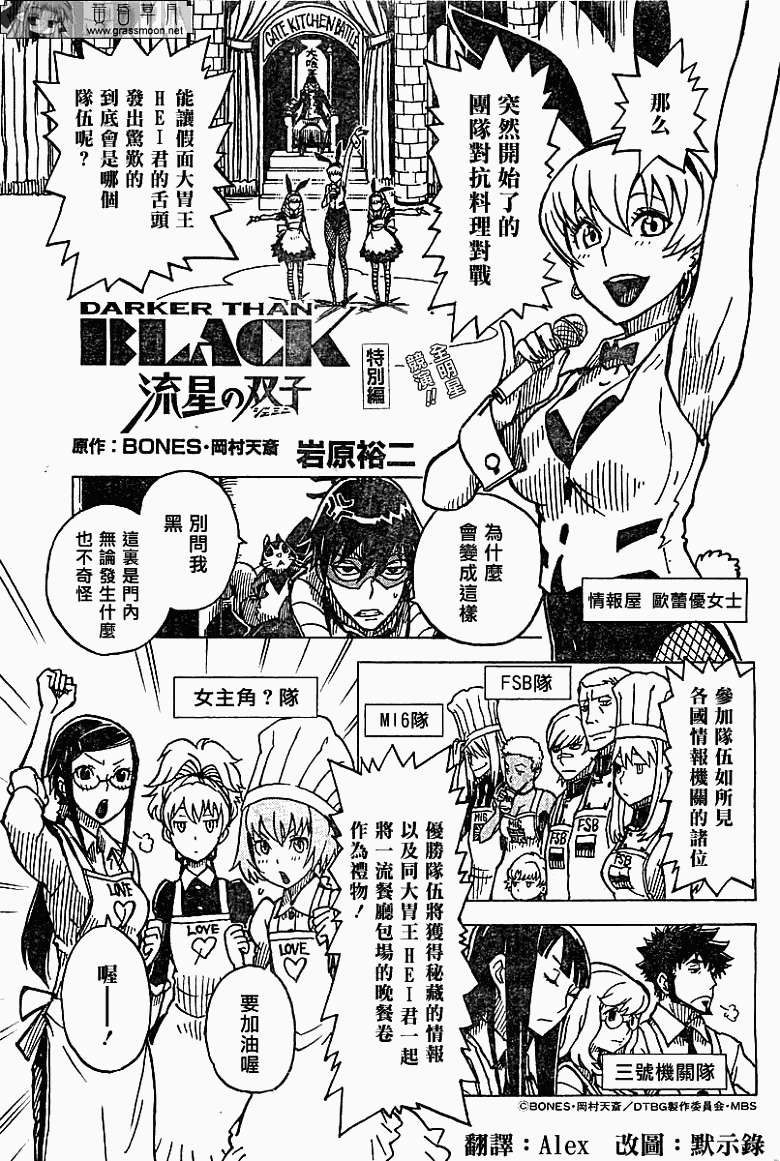 www.grassmoon.net
GATE KITCHEN BATTLE
大胃王
那么
突然開始了的
團隊對抗料理對戰
能讓假面大胃王
HEI君的舌頭
發出驚歎的
到底會是哪個
隊伍呢？
DARKER THAN
BLACK
流星の双子
特別編
全明星
競演!!
原作：BONES・岡村天斎
岩原裕二
情報屋 歐蕾優女士
為什麼
會變成這樣
別問我
黑
這裏是門內
無論發生什麼
也不奇怪
參加隊伍如所見
各國情報機關的諸位
FSB隊
MI6隊
女主角？隊
MI6
FSB
FSB
優勝隊伍將獲得秘藏的情報
以及同大胃王HEI君一起
將一流餐廳包場的晚餐卷
作為禮物！
LOVE
LOVE
LOVE
要加油喔
喔——！
三號機關隊
©BONES・岡村天斎／DTBG製作委員会・MBS
翻譯：Alex 改圖：默示錄